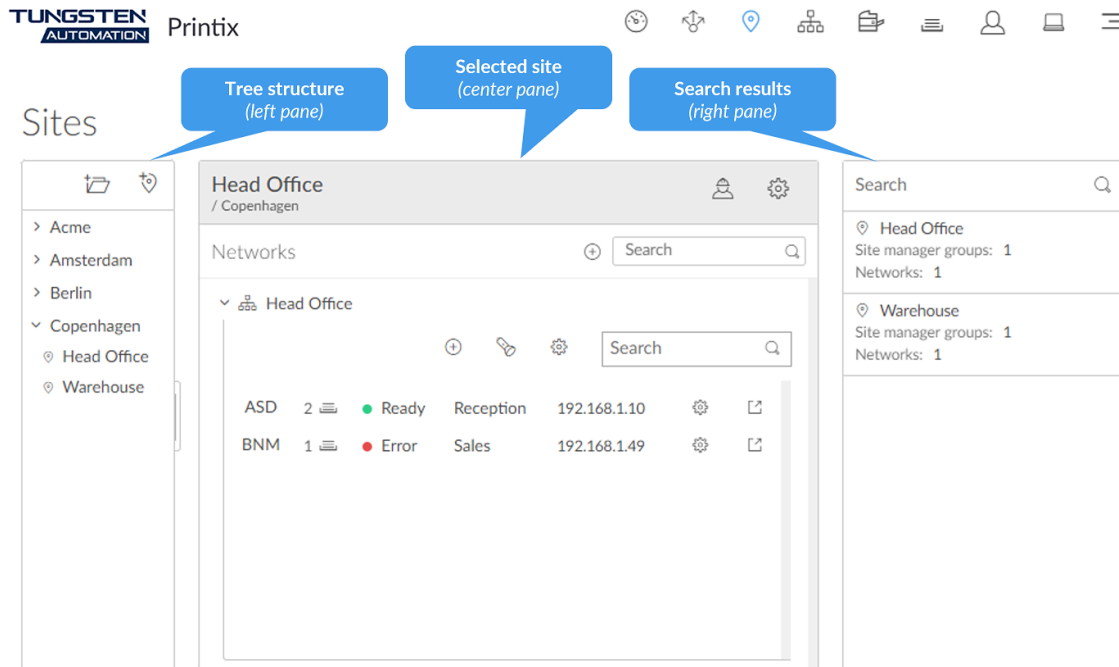 TUNGSTEN
AUTOMATION
Printix
Tree structure
(left pane)
Selected site
(center pane)
Search results
(right pane)
Sites
Acme
Amsterdam
Berlin
Copenhagen
Head Office
Warehouse
Head Office
/ Copenhagen
Networks
Search
Head Office
Search
ASD 2 Ready Reception 192.168.1.10
BNM 1 Error Sales 192.168.1.49
Search
Head Office
Site manager groups: 1
Networks: 1
Warehouse
Site manager groups: 1
Networks: 1